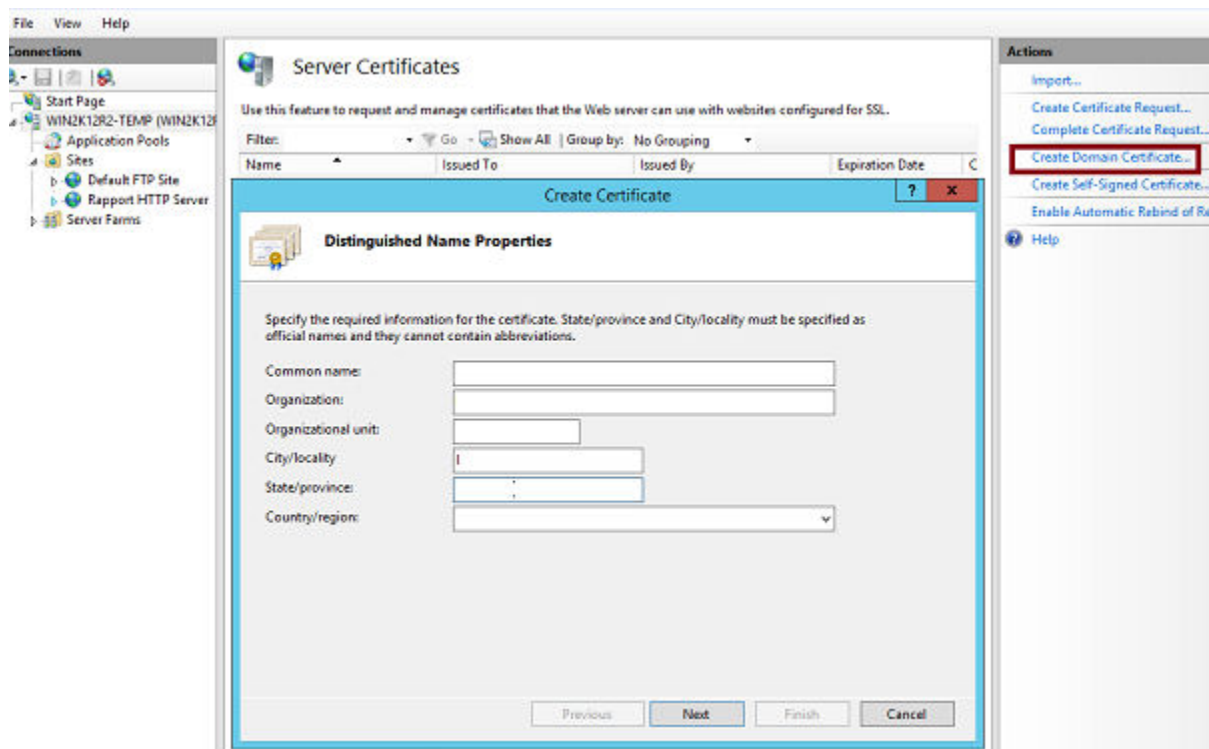 File View Help
Connections
Start Page
WIN2K12R2-TEMP (WIN2K12R
Application Pools
Sites
Default FTP Site
Rapport HTTP Server
Server Farms
Server Certificates
Use this feature to request and manage certificates that the Web server can use with websites configured for SSL.
Filter: Go Show All Group by: No Grouping
Name Issued To Issued By Expiration Date C
Create Certificate ? x
Distinguished Name Properties
Specify the required information for the certificate. State/province and City/locality must be specified as
official names and they cannot contain abbreviations.
Common name:
Organization:
Organizational unit:
City/locality
State/province:
Country/region:
Previous Next Finish Cancel
Actions
Import...
Create Certificate Request...
Complete Certificate Request...
Create Domain Certificate...
Create Self-Signed Certificate...
Enable Automatic Rebind of Re
Help